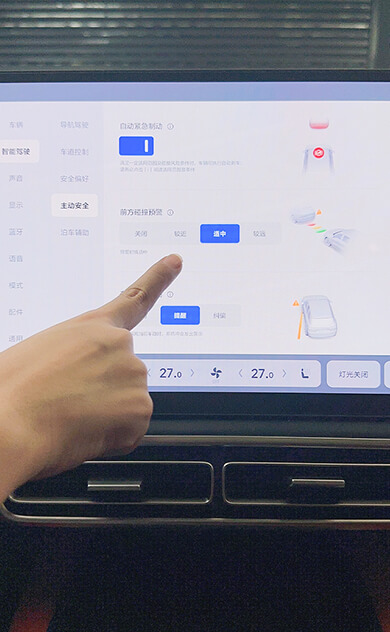 车辆
导航驾驶
智能驾驶
车道控制
声音
安全偏好
显示
主动安全
蓝牙
泊车辅助
语音
模式
配件
通用
自动紧急制动
前方碰撞预警
关闭
较近
适中
较远
提醒
纠偏
27.0
27.0
灯光关闭